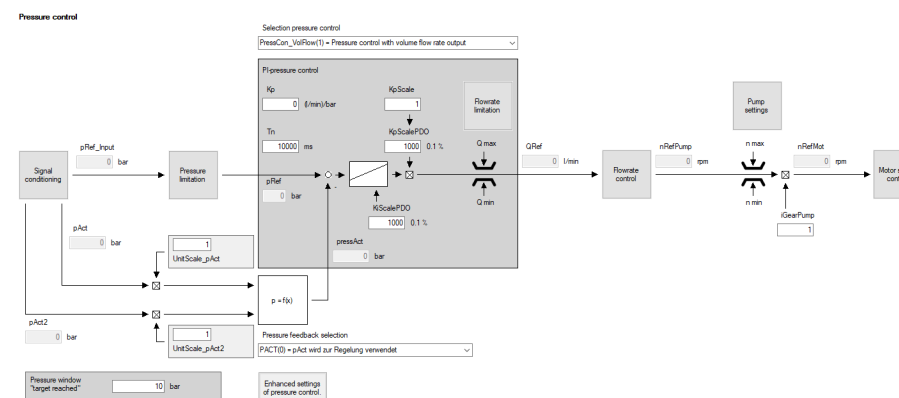 Pressure control
Selection pressure control
PressCon_VolFlow(1) = Pressure control with volume flow rate output
PI-pressure control
Kp
0 (l/min)/bar
KpScale
1
Flowrate
limitation
Pump
settings
Tn
10000 ms
KpScalePDO
1000 0.1 %
Q max
QRef
0 l/min
nRefPump
0 rpm
n max
nRefMot
0 rpm
pRef_Input
0 bar
Signal
conditioning
Pressure
limitation
pRef
0 bar
KiScalePDO
1000 0.1 %
Q min
Flowrate
control
n min
iGearPump
1
Motor s
cont
pAct
0 bar
1
UnitScale_pAct
pressAct
0 bar
p = f(x)
pAct2
0 bar
1
UnitScale_pAct2
Pressure feedback selection
PACT(0) = pAct wird zur Regelung verwendet
Pressure window
"target reached"
10 bar
Enhanced settings
of pressure control.